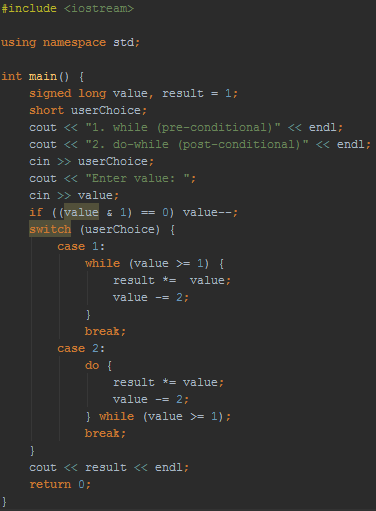 #include <iostream>
using namespace std;
int main() {
signed long value, result = 1;
short userChoice;
cout << "1. while (pre-conditional)" << endl;
cout << "2. do-while (post-conditional)" << endl;
cin >> userChoice;
cout << "Enter value: ";
cin >> value;
if ((value & 1) == 0) value--;
switch (userChoice) {
case 1:
while (value >= 1) {
result *=  value;
value -= 2;
}
break;
case 2:
do {
result *= value;
value -= 2;
} while (value >= 1);
break;
}
cout << result << endl;
return 0;
}